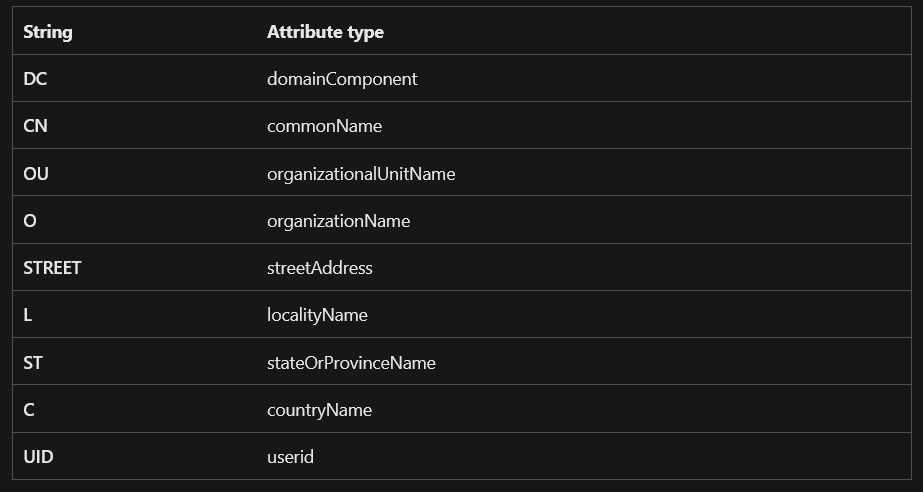 String Attribute type
DC domainComponent
CN commonName
OU organizationalUnitName
O organizationName
STREET streetAddress
L localityName
ST stateOrProvinceName
C countryName
UID userid